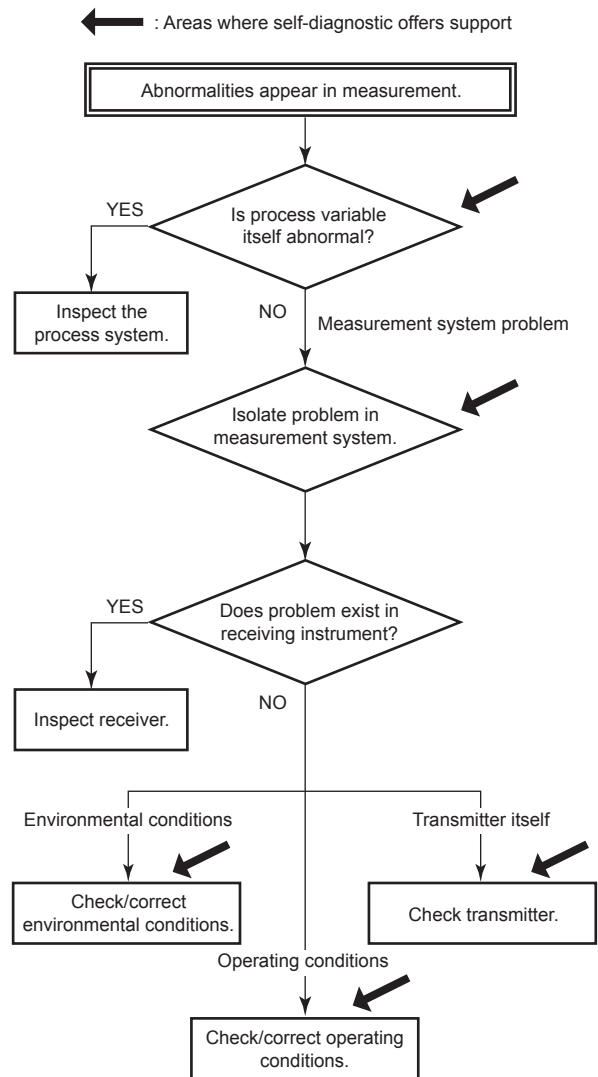 : Areas where self-diagnostic offers support
Abnormalities appear in measurement.
YES
Is process variable
itself abnormal?
Inspect the
process system.
NO
Measurement system problem
Isolate problem in
measurement system.
YES
Does problem exist in
receiving instrument?
Inspect receiver.
NO
Environmental conditions
Transmitter itself
Check/correct
environmental conditions.
Check transmitter.
Operating conditions
Check/correct operating
conditions.